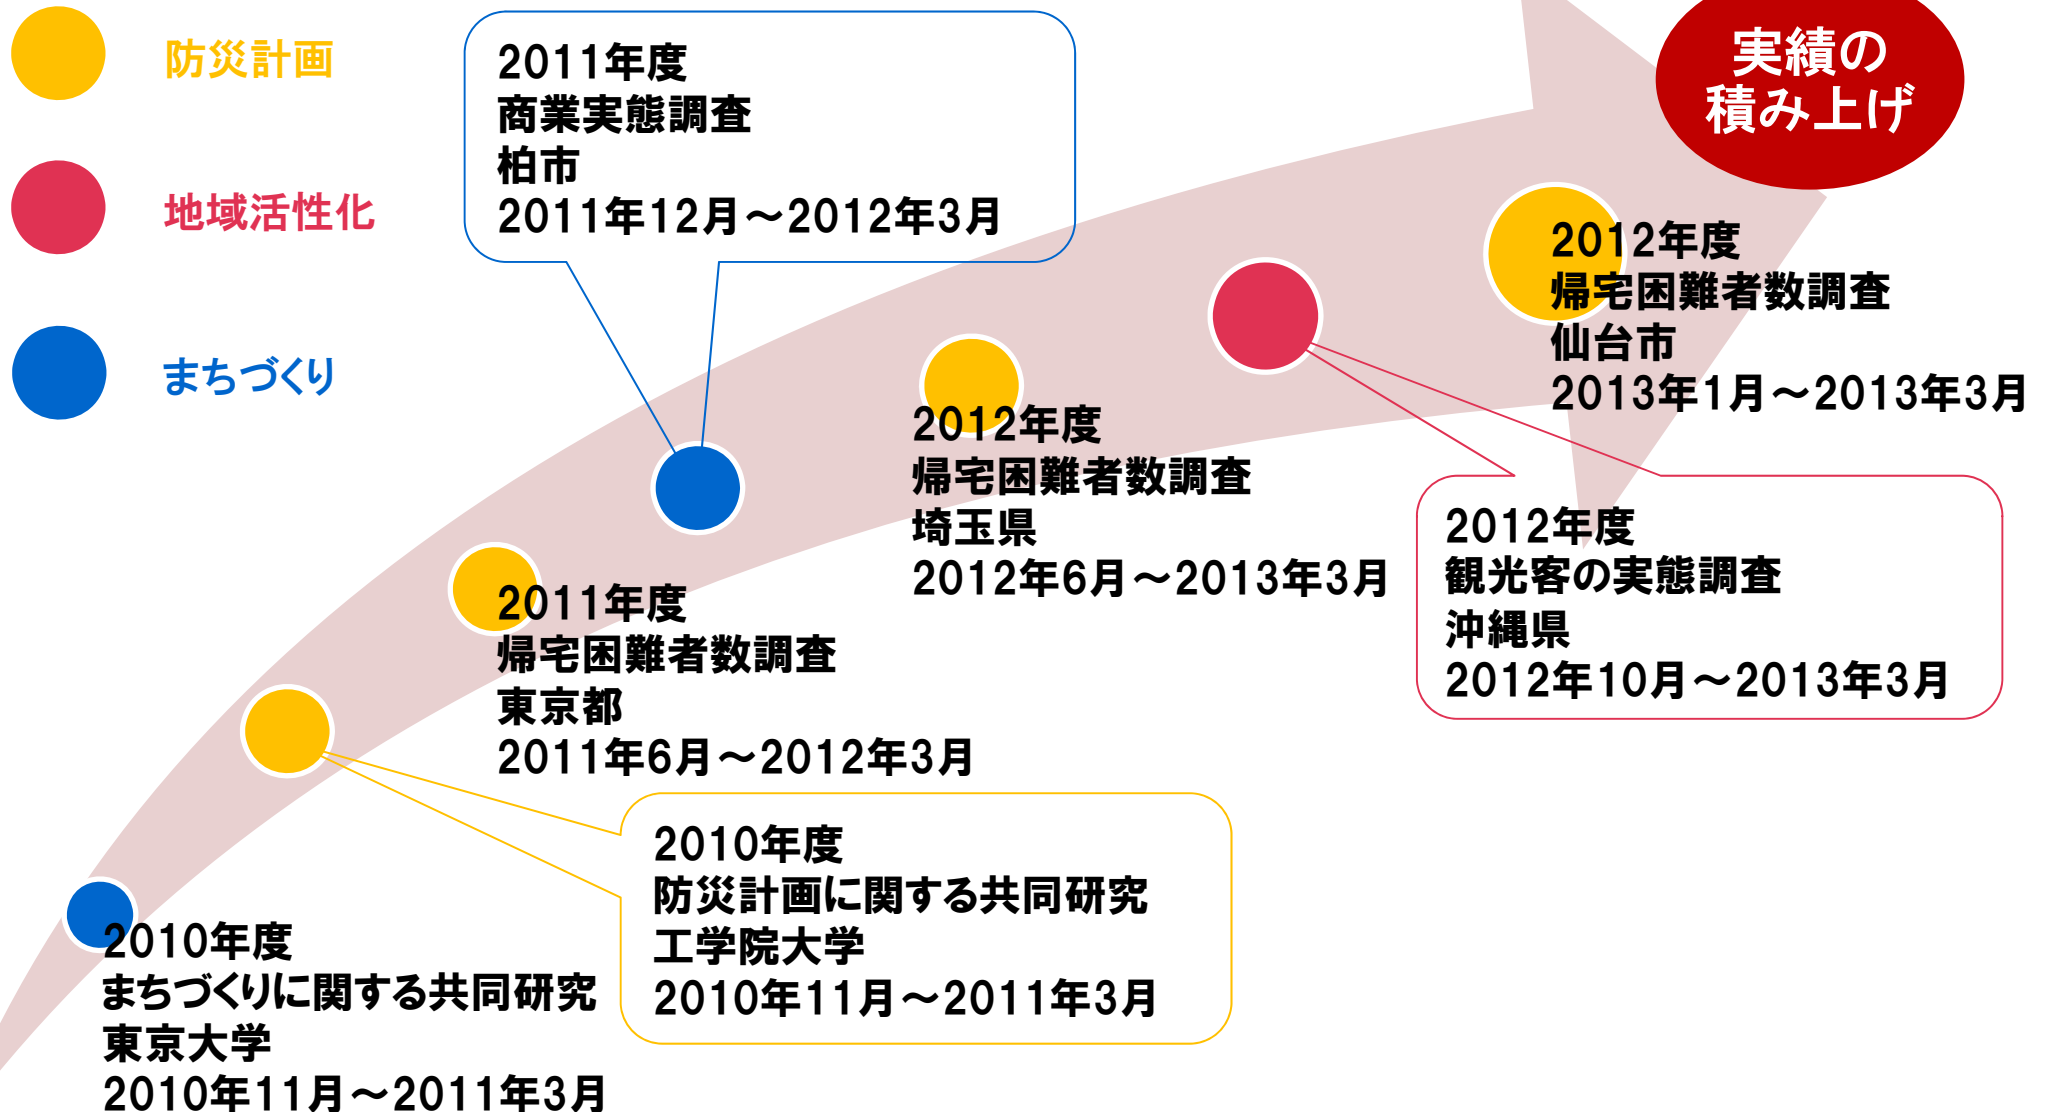 防災計画
地域活性化
まちづくり
実績の
積み上げ
2011年度
商業実態調査
柏市
2011年12月～2012年3月
2012年度
帰宅困難者数調査
仙台市
2013年1月～2013年3月
2012年度
帰宅困難者数調査
埼玉県
2012年6月～2013年3月
2012年度
観光客の実態調査
沖縄県
2012年10月～2013年3月
2011年度
帰宅困難者数調査
東京都
2011年6月～2012年3月
2010年度
防災計画に関する共同研究
工学院大学
2010年11月～2011年3月
2010年度
まちづくりに関する共同研究
東京大学
2010年11月～2011年3月